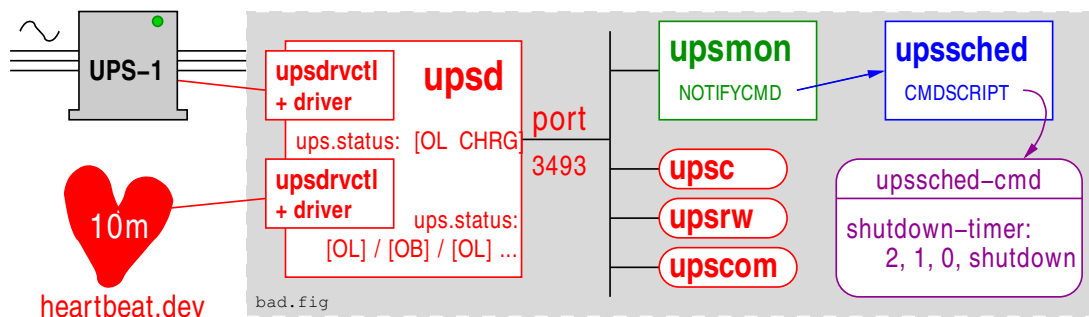 UPS-1
10m
heartbeat.dev
upsdrvctl
+ driver
upsd
ups.status: [OL CHRG]
upsdrvctl
+ driver
ups.status:
[OL] / [OB] / [OL] ...
bad.fig
port
3493
upsmon
NOTIFYCMD
upssched
CMDSCRIPT
upsc
upsrw
upscom
upssched-cmd
shutdown-timer:
2, 1, 0, shutdown